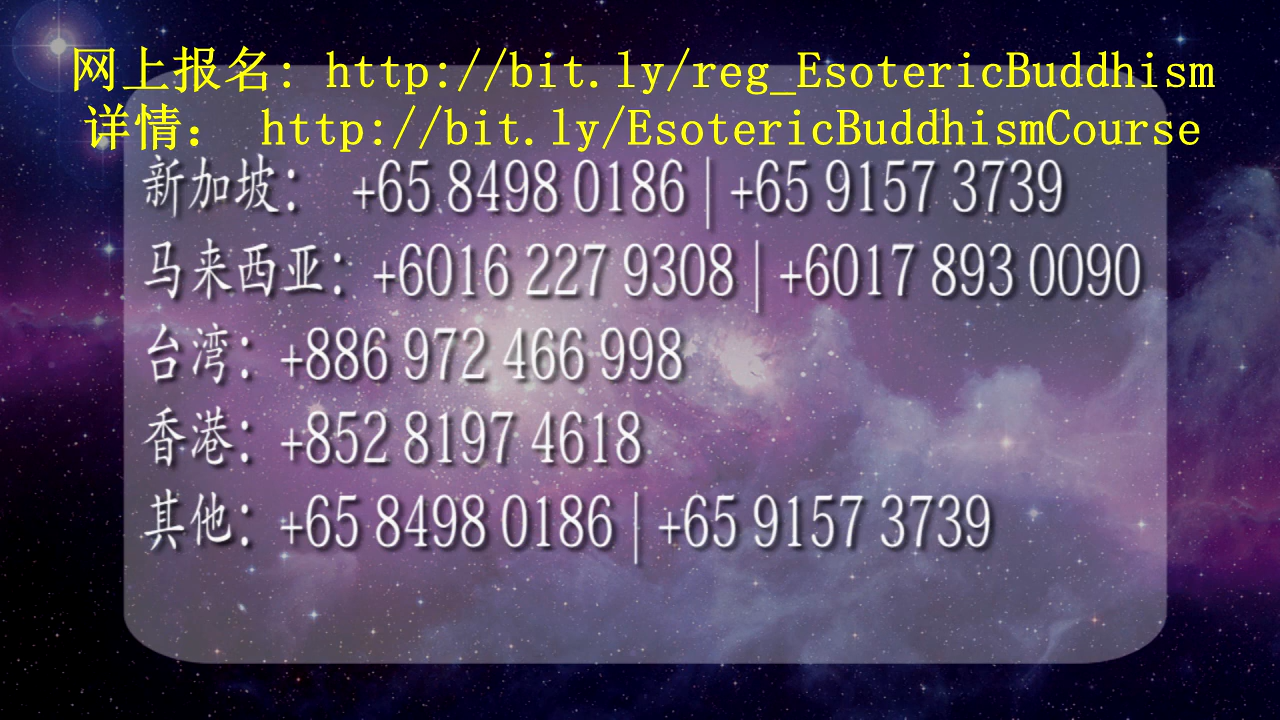 网上报名：http://bit.ly/reg_EsotericBuddhism
详情： http://bit.ly/EsotericBuddhismCourse
新加坡： +65 8498 0186 | +65 9157 3739
马来西亚：+6016 227 9308 | +6017 893 0090
台湾：+886 972 466 998
香港：+852 8197 4618
其他：+65 8498 0186 | +65 9157 3739